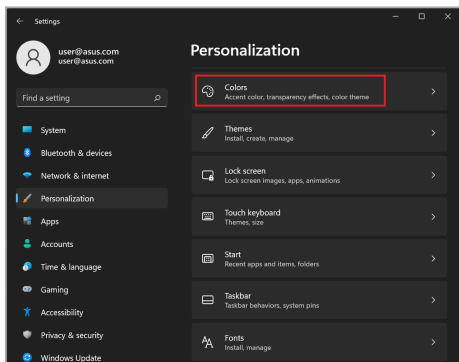 Settings
user@asus.com
user@asus.com
Find a setting
System
Bluetooth & devices
Network & internet
Personalization
Apps
Accounts
Time & language
Gaming
Accessibility
Privacy & security
Windows Update
Personalization
Colors
Accent color, transparency effects, color theme
Themes
Install, create, manage
Lock screen
Lock screen images, apps, animations
Touch keyboard
Themes, size
Start
Recent apps and items, folders
Taskbar
Taskbar behaviors, system pins
Fonts
Install, manage